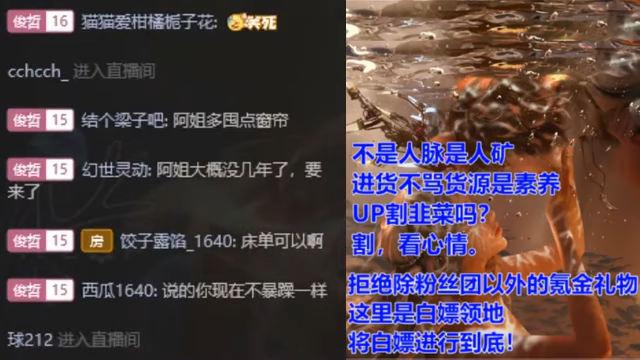 俊哲 16 猫猫爱柑橘栀子花: 笑死
cchcch_ 进入直播间
俊哲 15 结个梁子吧: 阿姐多囤点窗帘
俊哲 15 幻世灵动: 阿姐大概没几年了，要
来了
俊哲 15 房 饺子露馅_1640: 床单可以啊
俊哲 15 西瓜1640: 说的你现在不暴躁一样
球212 进入直播间
不是人脉是人矿
进货不骂货源是素养
UP割韭菜吗？
割，看心情。
拒绝除粉丝团以外的氪金礼物
这里是白嫖领地
将白嫖进行到底！